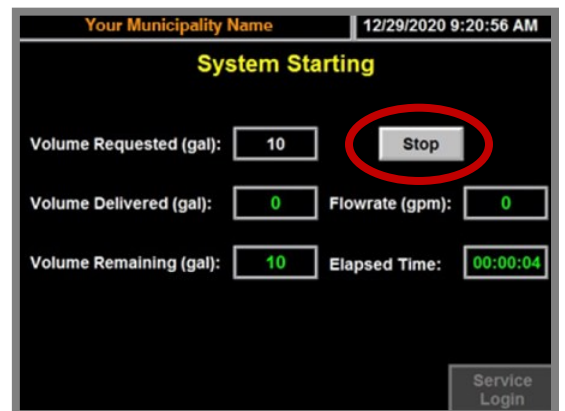 Your Municipality Name 12/29/2020 9:20:56 AM
System Starting
Volume Requested (gal): 10 Stop
Volume Delivered (gal): 0 Flowrate (gpm): 0
Volume Remaining (gal): 10 Elapsed Time: 00:00:04
Service
Login